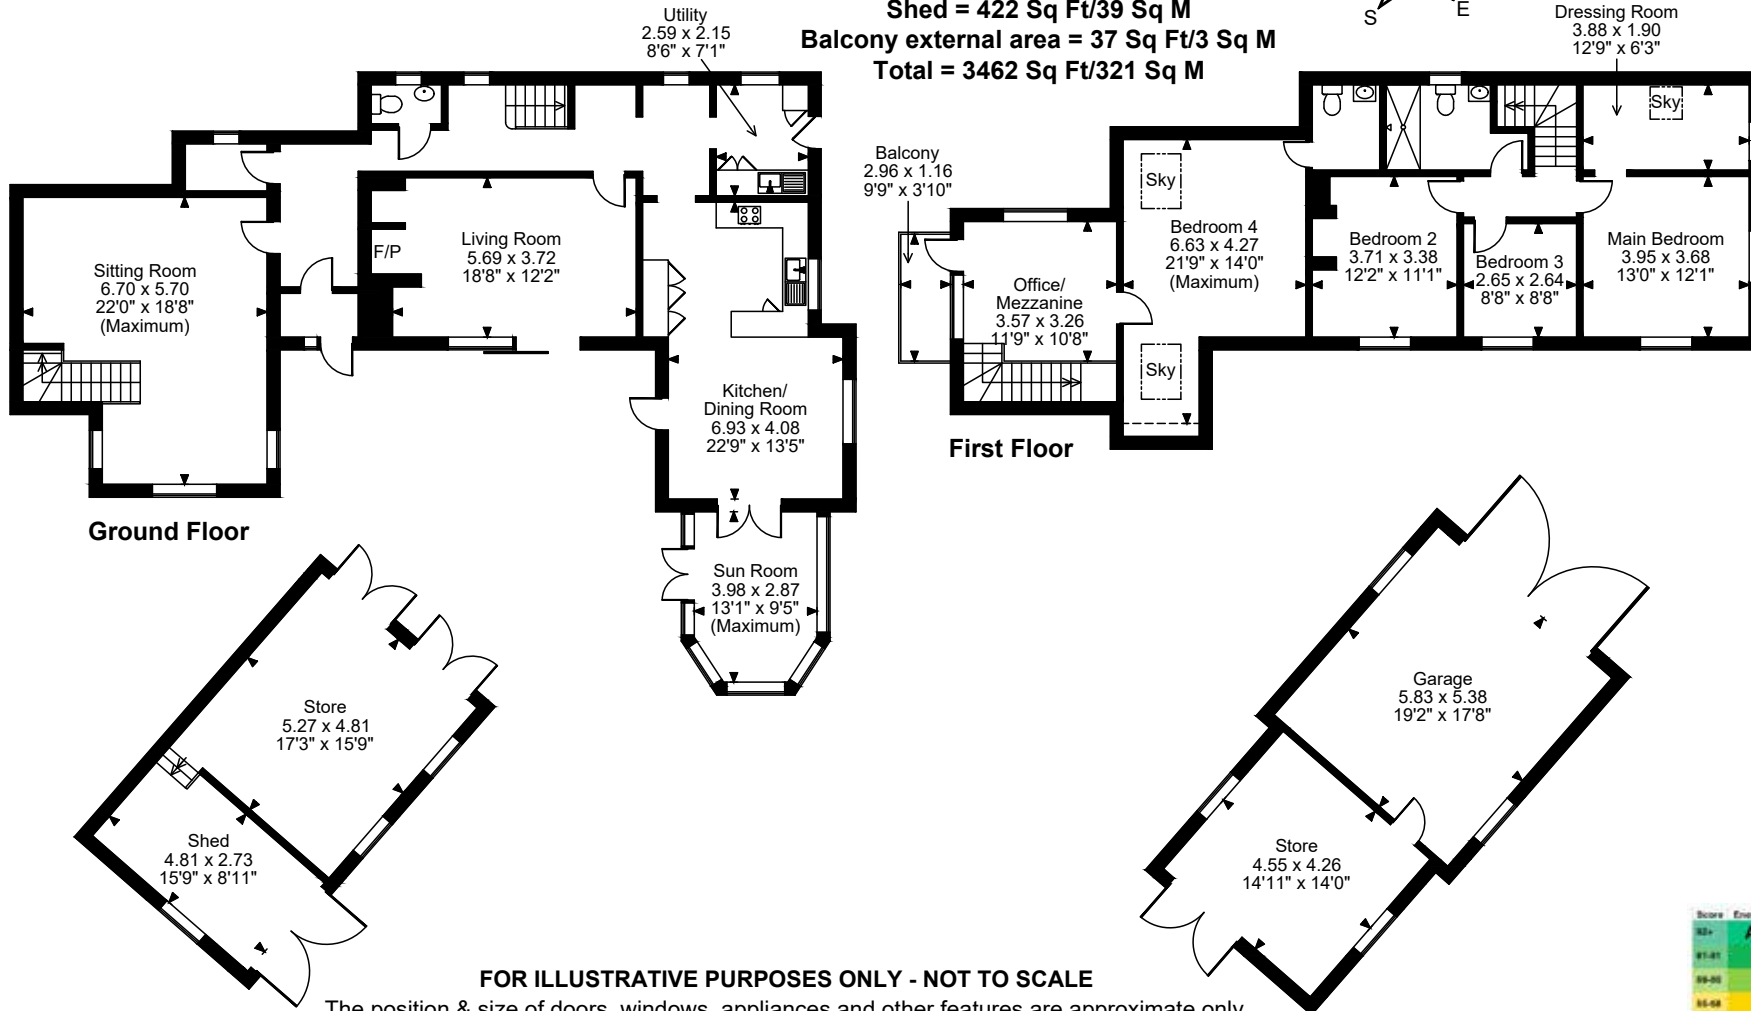 Shed = 422 Sq Ft/39 Sq M
Balcony external area = 37 Sq Ft/3 Sq M
Total = 3462 Sq Ft/321 Sq M
S
E
Utility
2.59 x 2.15
8'6" x 7'1"
Dressing Room
3.88 x 1.90
12'9" x 6'3"
Sky
Balcony
2.96 x 1.16
9'9" x 3'10"
Sky
F/P
Sitting Room
6.70 x 5.70
22'0" x 18'8"
(Maximum)
Living Room
5.69 x 3.72
18'8" x 12'2"
Bedroom 4
6.63 x 4.27
21'9" x 14'0"
(Maximum)
Bedroom 2
3.71 x 3.38
12'2" x 11'1"
Bedroom 3
2.65 x 2.64
8'8" x 8'8"
Main Bedroom
3.95 x 3.68
13'0" x 12'1"
Office/
Mezzanine
3.57 x 3.26
11'9" x 10'8"
Sky
Kitchen/
Dining Room
6.93 x 4.08
22'9" x 13'5"
First Floor
Ground Floor
Sun Room
3.98 x 2.87
13'1" x 9'5"
(Maximum)
Store
5.27 x 4.81
17'3" x 15'9"
Garage
5.83 x 5.38
19'2" x 17'8"
Shed
4.81 x 2.73
15'9" x 8'11"
Store
4.55 x 4.26
14'11" x 14'0"
FOR ILLUSTRATIVE PURPOSES ONLY - NOT TO SCALE
The position & size of doors, windows, appliances and other features are approximate only.
Score
92+